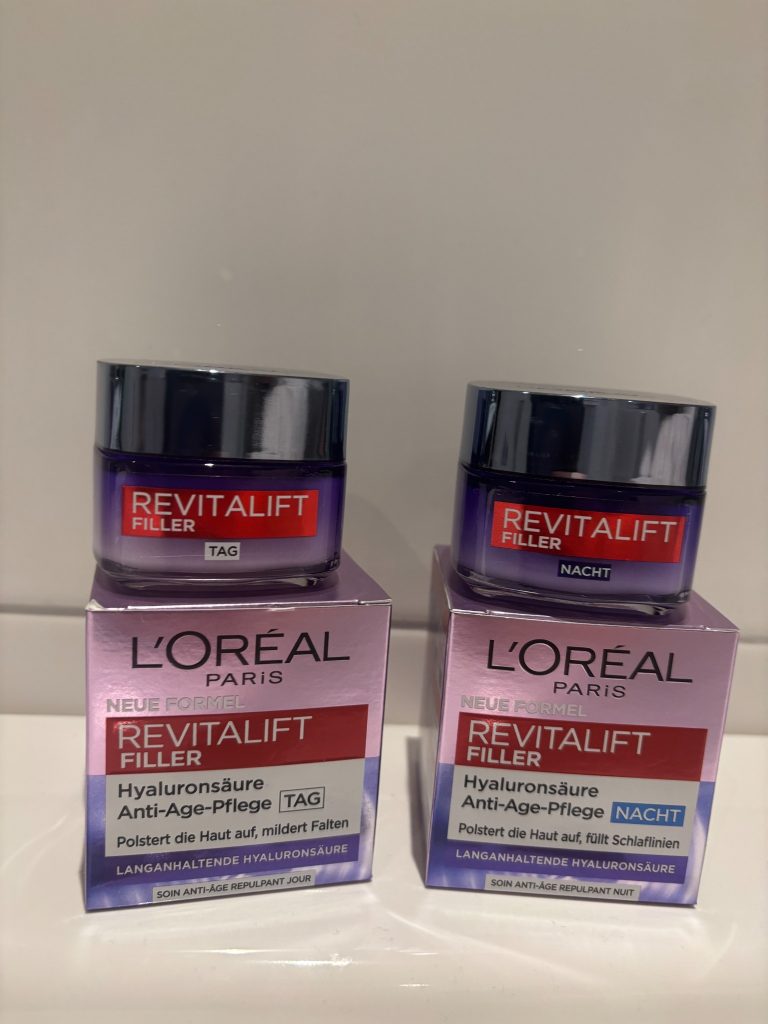 REVITALIFT
FILLER
TAG
L'ORÉAL
PARIS
NEUE FORMEL
REVITALIFT
FILLER
Hyaluronsäure
Anti-Age-Pflege TAG
Polstert die Haut auf, mildert Falten
LANGANHALTENDE HYALURONSÄURE
SOIN ANTI-ÂGE REPULPANT JOUR
REVITALIFT
FILLER
NACHT
L'ORÉAL
PARIS
NEUE FORMEL
REVITALIFT
FILLER
Hyaluronsäure
Anti-Age-Pflege NACHT
Polstert die Haut auf, füllt Schlaflinien
LANGANHALTENDE HYALURONSÄURE
SOIN ANTI-ÂGE REPULPANT NUIT